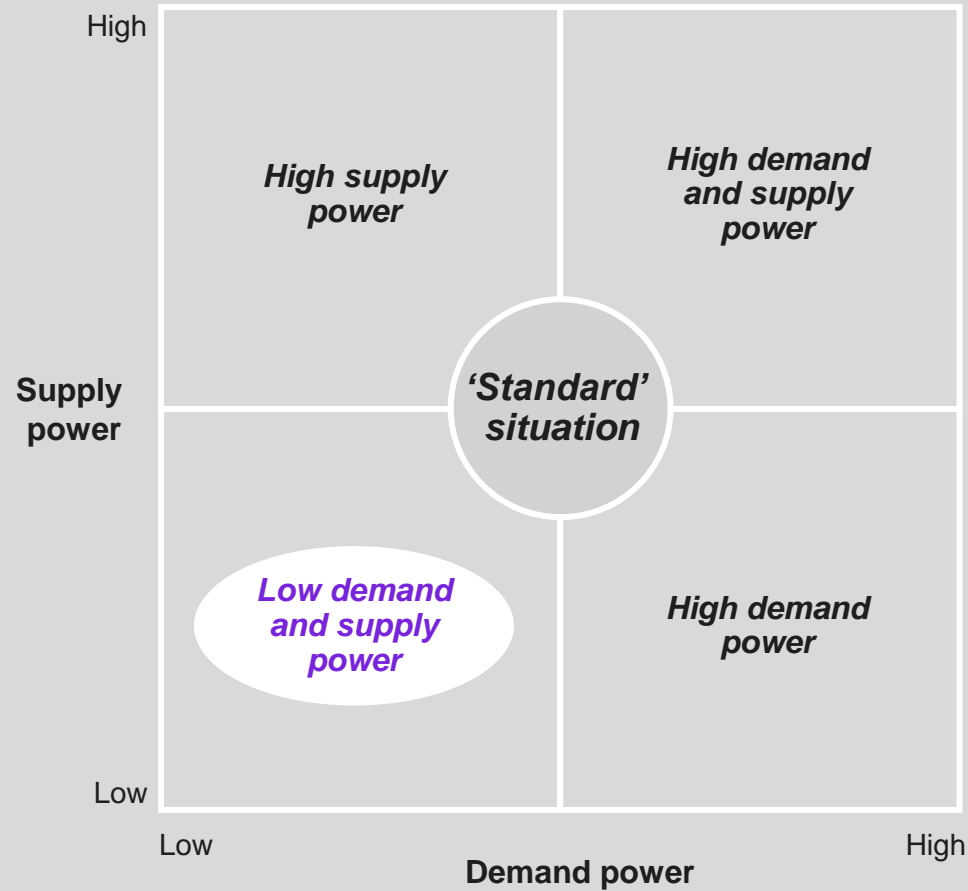 High
High supply
power
High demand
and supply
power
Supply
power
‘Standard’
situation
Low demand
and supply
power
High demand
power
Low
Low
High
Demand power